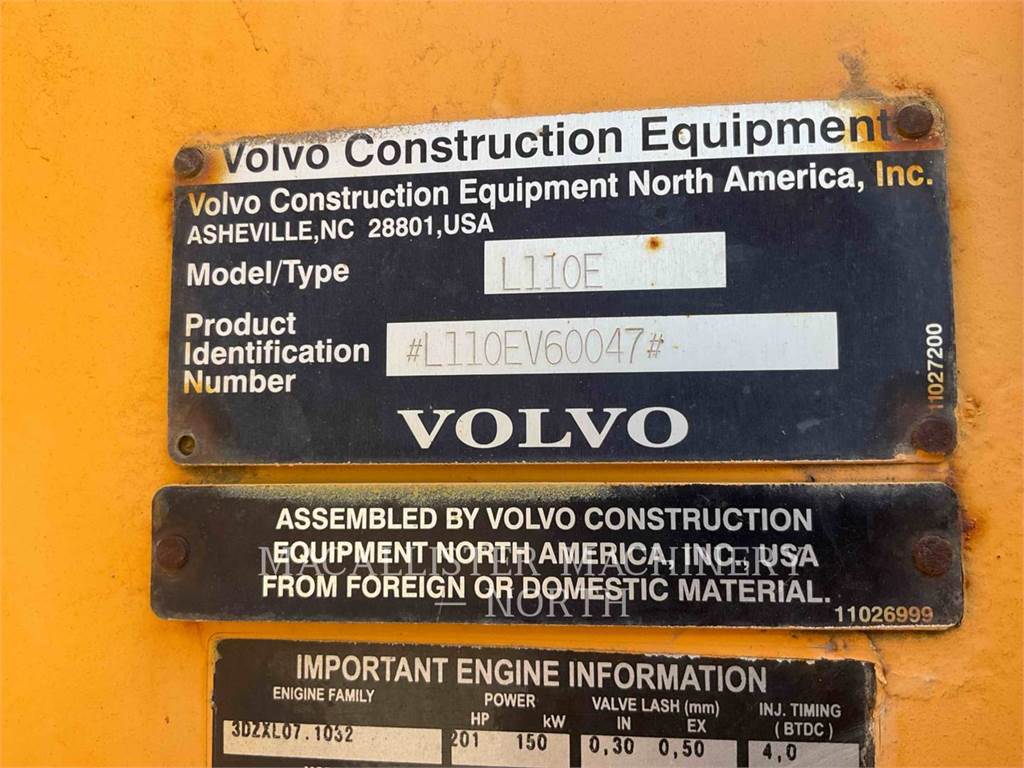 Volvo Construction Equipment
Volvo Construction Equipment North America, Inc.
ASHEVILLE,NC 28801,USA
Model/Type L110E
Product
Identification
Number
#L110EV60047#
VOLVO
11027200
ASSEMBLED BY VOLVO CONSTRUCTION
EQUIPMENT NORTH AMERICA, INC., USA
FROM FOREIGN OR DOMESTIC MATERIAL.
11026999
MACALLISTER MACHINERY
— NORTH
IMPORTANT ENGINE INFORMATION
ENIGINE FAMILY POWER VALVE LASH (mm) INJ. TIMING
HP kW IN EX (BTDC)
3DZXL07.1032 201 150 0,30 0,50 4,0